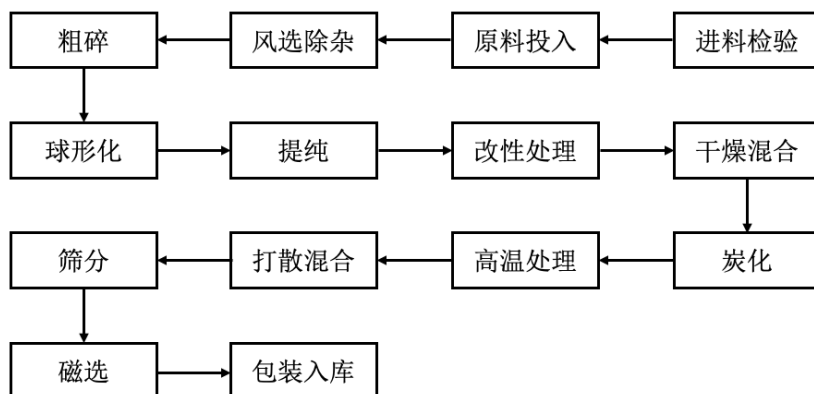 粗碎
风选除杂
原料投入
进料检验
球形化
提纯
改性处理
干燥混合
筛分
打散混合
高温处理
炭化
磁选
包装入库